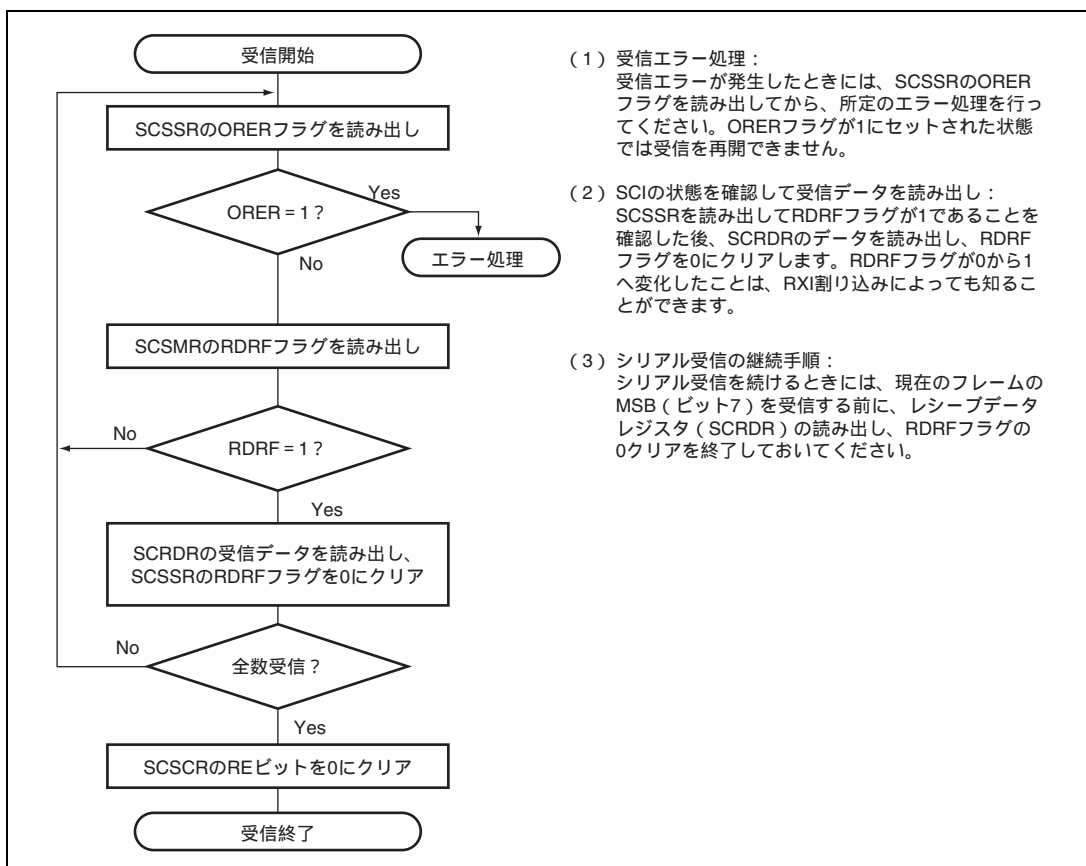 受信開始
SCSSRのORERフラグを読み出し
ORER = 1 ?
Yes
エラー処理
No
SCSMRのRDRFフラグを読み出し
No
RDRF = 1 ?
Yes
SCRDRの受信データを読み出し、
SCSSRのRDRFフラグを0にクリア
No
全数受信?
Yes
SCSCRのREビットを0にクリア
受信終了
(1)受信エラー処理:
受信エラーが発生したときには、SCSSRのORER
フラグを読み出してから、所定のエラー処理を行っ
てください。ORERフラグが1にセットされた状態
では受信を再開できません。
(2)SCIの状態を確認して受信データを読み出し:
SCSSRを読み出してRDRFフラグが1であることを
確認した後、SCRDRのデータを読み出し、RDRF
フラグを0にクリアします。RDRFフラグが0から1
へ変化したことは、RXI割り込みによっても知るこ
とができます。
(3)シリアル受信の継続手順:
シリアル受信を続けるときには、現在のフレームの
MSB(ビット7)を受信する前に、レシーブデータ
レジスタ(SCRDR)の読み出し、RDRFフラグの
0クリアを終了しておいてください。